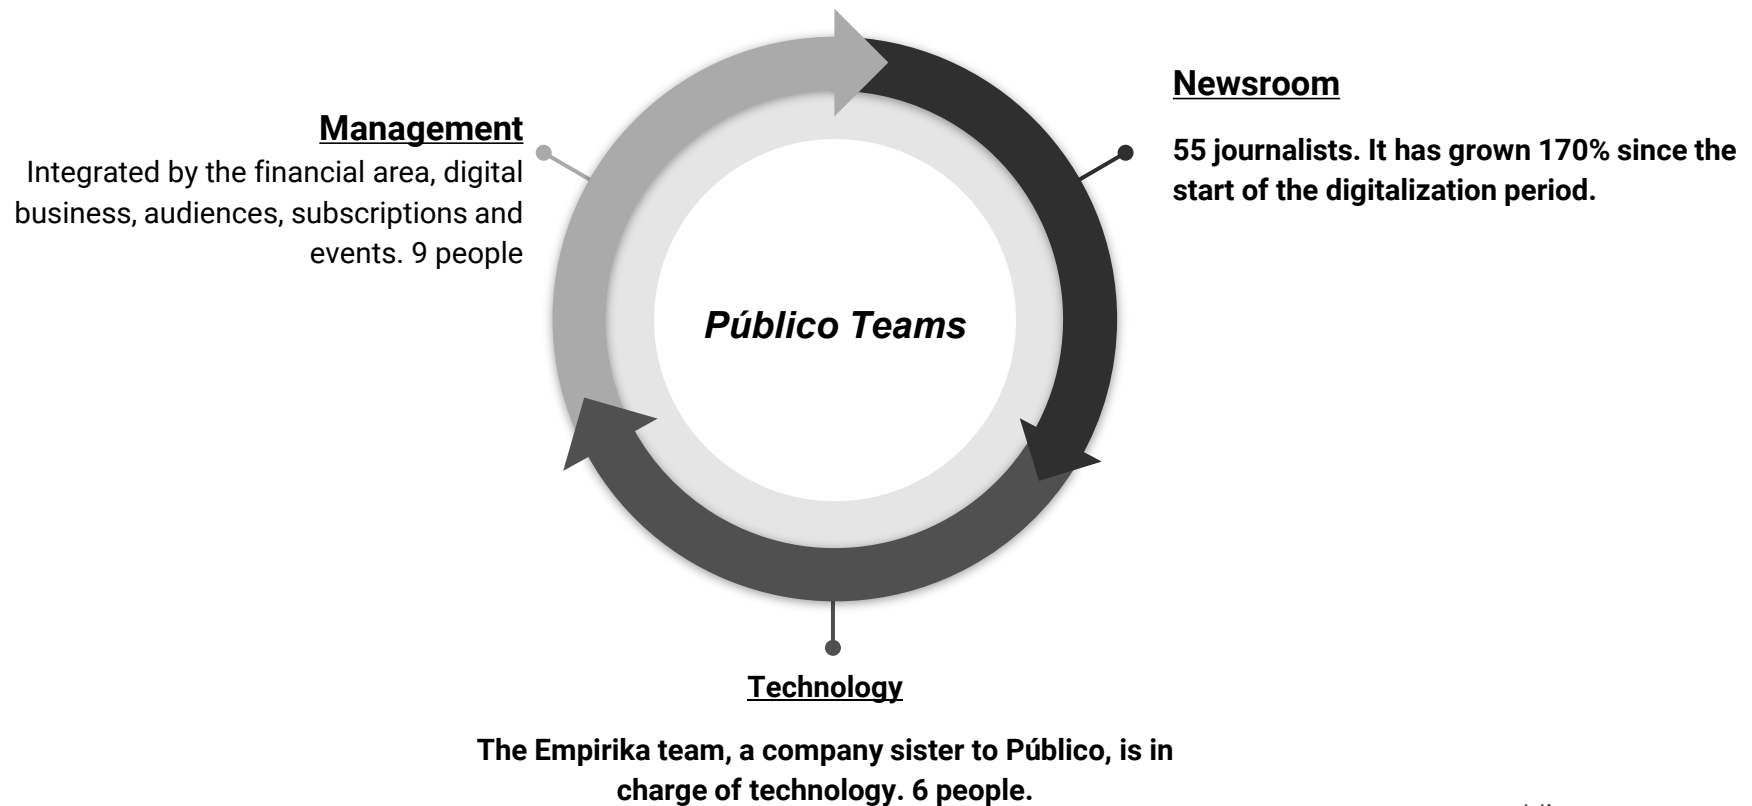 Management
Integrated by the financial area, digital
business, audiences, subscriptions and
events. 9 people
Newsroom
55 journalists. It has grown 170% since the
start of the digitalization period.
Público Teams
Technology
The Empirika team, a company sister to Público, is in
charge of technology. 6 people.